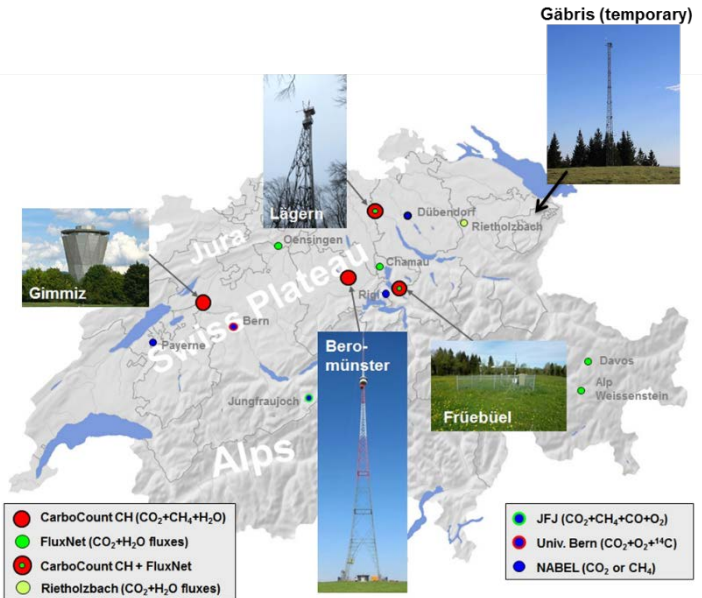 Gäbris (temporary)
Lägern
Dübendorf
Rietholzbach
Jura
Oensingen
Chamau
Gimmiz
Swiss Plateau
Rigi
Bern
Payerne
Bero-
münster
Früebüel
Davos
Alp
Weissenstein
Jungfraujoch
Alps
CarboCount CH (CO₂+CH₄+H₂O)
FluxNet (CO₂+H₂O fluxes)
CarboCount CH + FluxNet
Rietholzbach (CO₂+H₂O fluxes)
JFJ (CO₂+CH₄+CO+O₂)
Univ. Bern (CO₂+O₂+¹⁴C)
NABEL (CO₂ or CH₄)